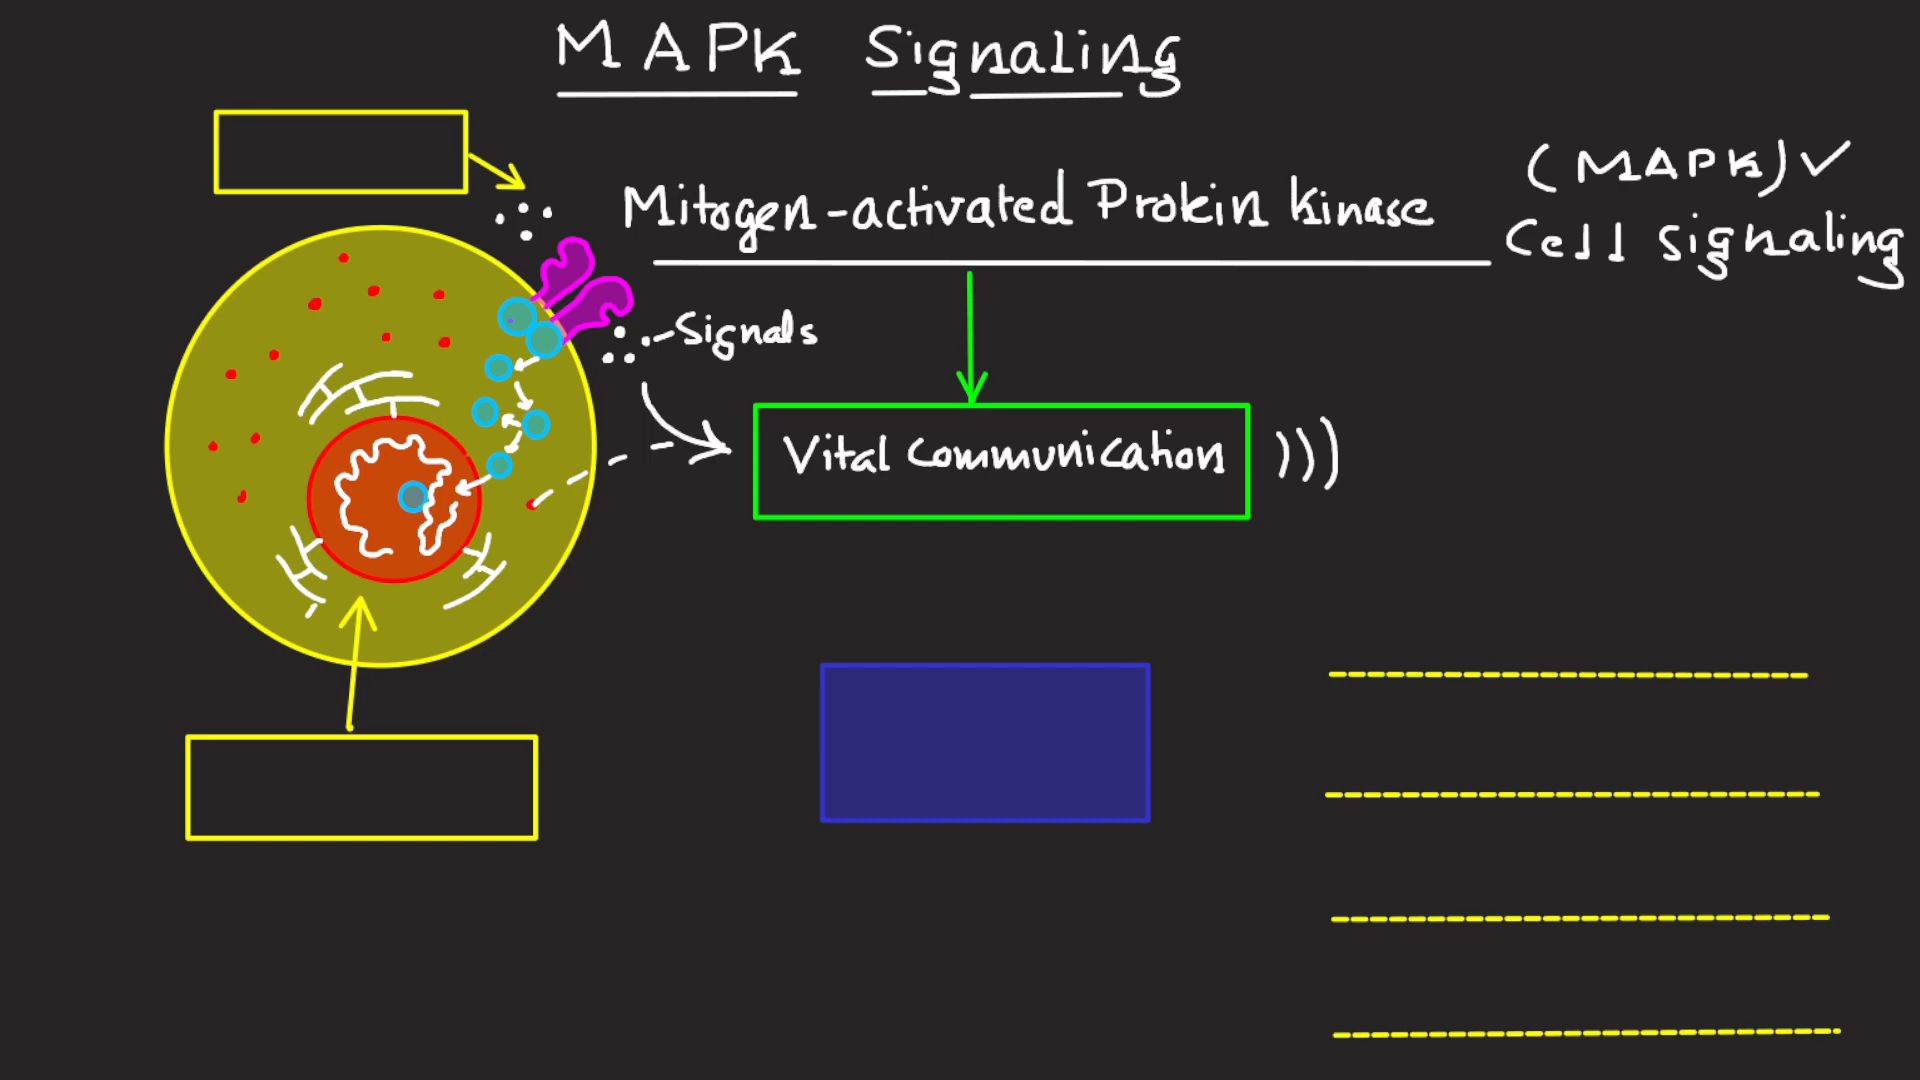 MAPK Signaling
Mitogen-activated Protein Kinase
(MAPK) ✓
Cell signaling
Signals
Vital Communication )))